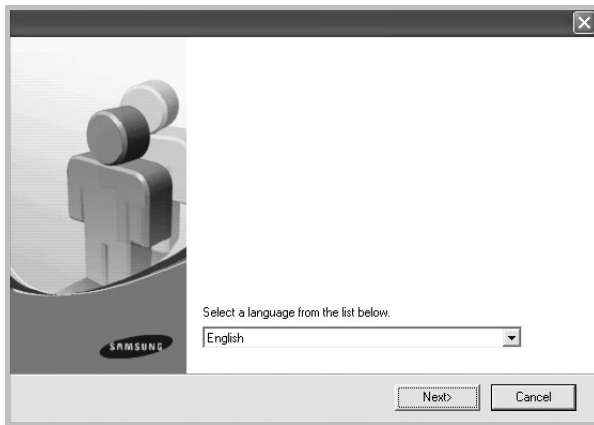 Select a language from the list below.
English
SAMSUNG
Next>
Cancel